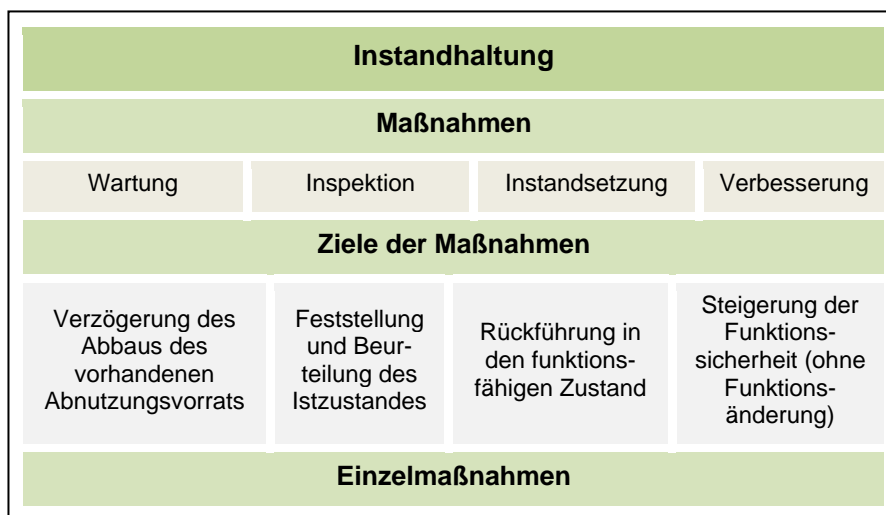 Instandhaltung
Maßnahmen
Wartung
Inspektion
Instandsetzung
Verbesserung
Ziele der Maßnahmen
Verzögerung des
Abbaus des
vorhandenen
Abnutzungsvorrats
Feststellung
und Beur-
teilung des
Istzustandes
Rückführung in
den funktions-
fähigen Zustand
Steigerung der
Funktions-
sicherheit (ohne
Funktions-
änderung)
Einzelmaßnahmen